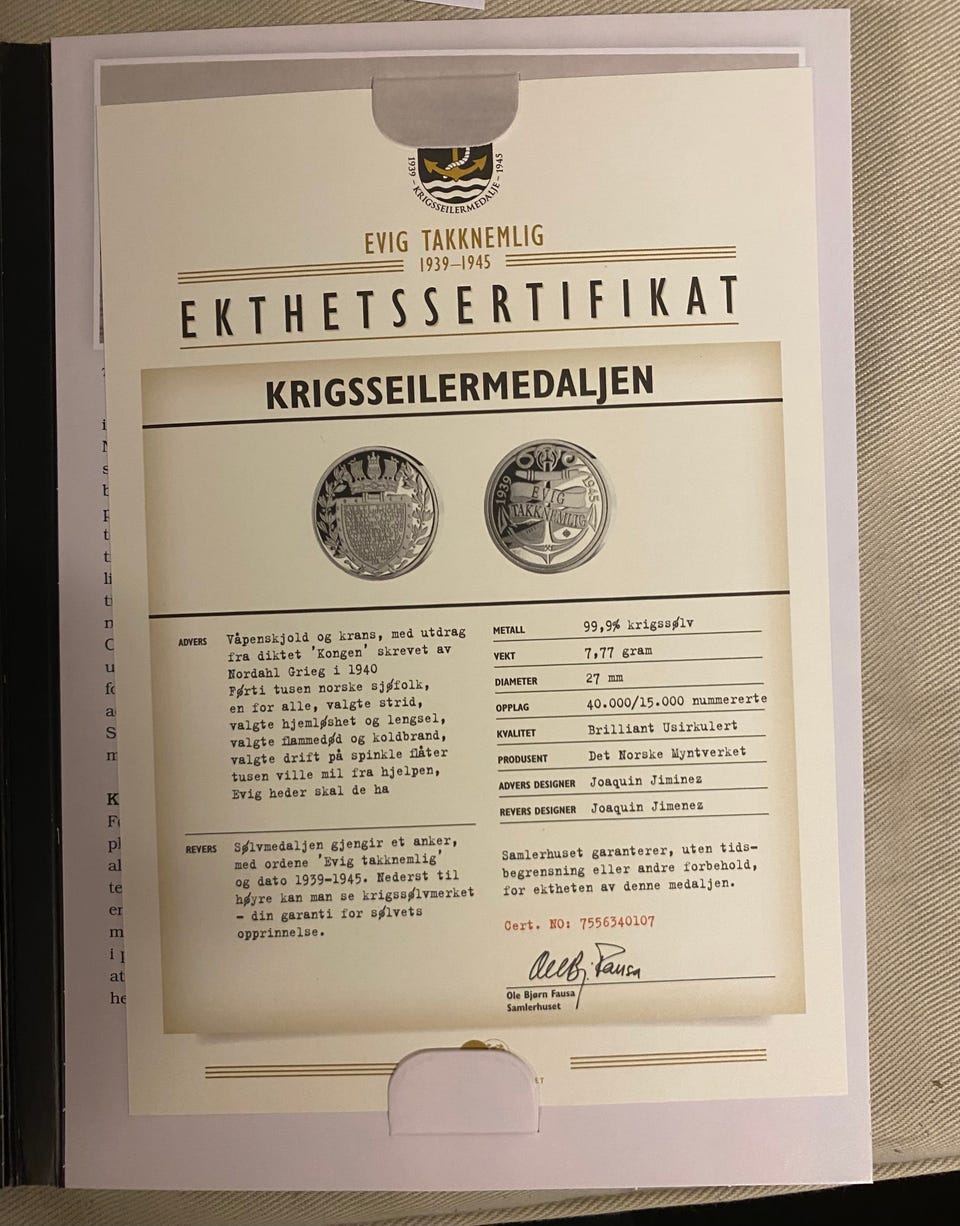 1939 – KRIGSSEILERMEDALJE – 1945
EVIG TAKKNEMLIG
1939–1945
EKTHETSSERTIFIKAT
KRIGSSEILERMEDALJEN
1939 1945
EVIG
TAKKNEMLIG
ADVERS Våpenskjold og krans, med utdrag
fra diktet 'Kongen' skrevet av
Nordahl Grieg i 1940
Førti tusen norske sjøfolk,
en for alle, valgte strid,
valgte hjemløshet og lengsel,
valgte flammedød og koldbrand,
valgte drift på spinkle flåter
tusen ville mil fra hjelpen,
Evig heder skal de ha
REVERS Sølvmedaljen gjengir et anker,
med ordene 'Evig takknemlig'
og dato 1939-1945. Nederst til
høyre kan man se krigssølvmerket
- din garanti for sølvets
opprinnelse.
METALL 99,9% krigssølv
VEKT 7,77 gram
DIAMETER 27 mm
OPPLAG 40.000/15.000 nummererte
KVALITET Brilliant Usirkulert
PRODUSENT Det Norske Myntverket
ADVERS DESIGNER Joaquin Jiminez
REVERS DESIGNER Joaquin Jimenez
Samlerhuset garanterer, uten tids-
begrensning eller andre forbehold,
for ektheten av denne medaljen.
Cert. NO: 7556340107
Ole Bj. Fausa
Ole Bjørn Fausa
Samlerhuset